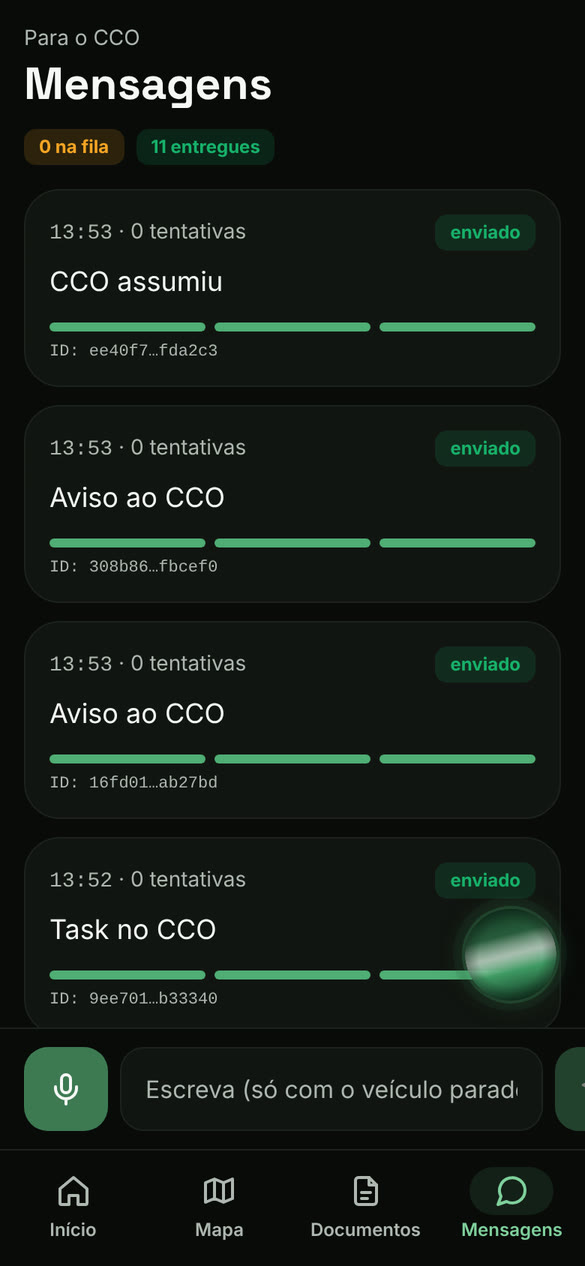 Para o CCO
Mensagens
0 na fila
11 entregues
13:53 · 0 tentativas
enviado
CCO assumiu
ID: ee40f7…fda2c3
13:53 · 0 tentativas
enviado
Aviso ao CCO
ID: 308b86…fbcef0
13:53 · 0 tentativas
enviado
Aviso ao CCO
ID: 16fd01…ab27bd
13:52 · 0 tentativas
enviado
Task no CCO
ID: 9ee701…b33340
Escreva (só com o veículo parad
Início
Mapa
Documentos
Mensagens